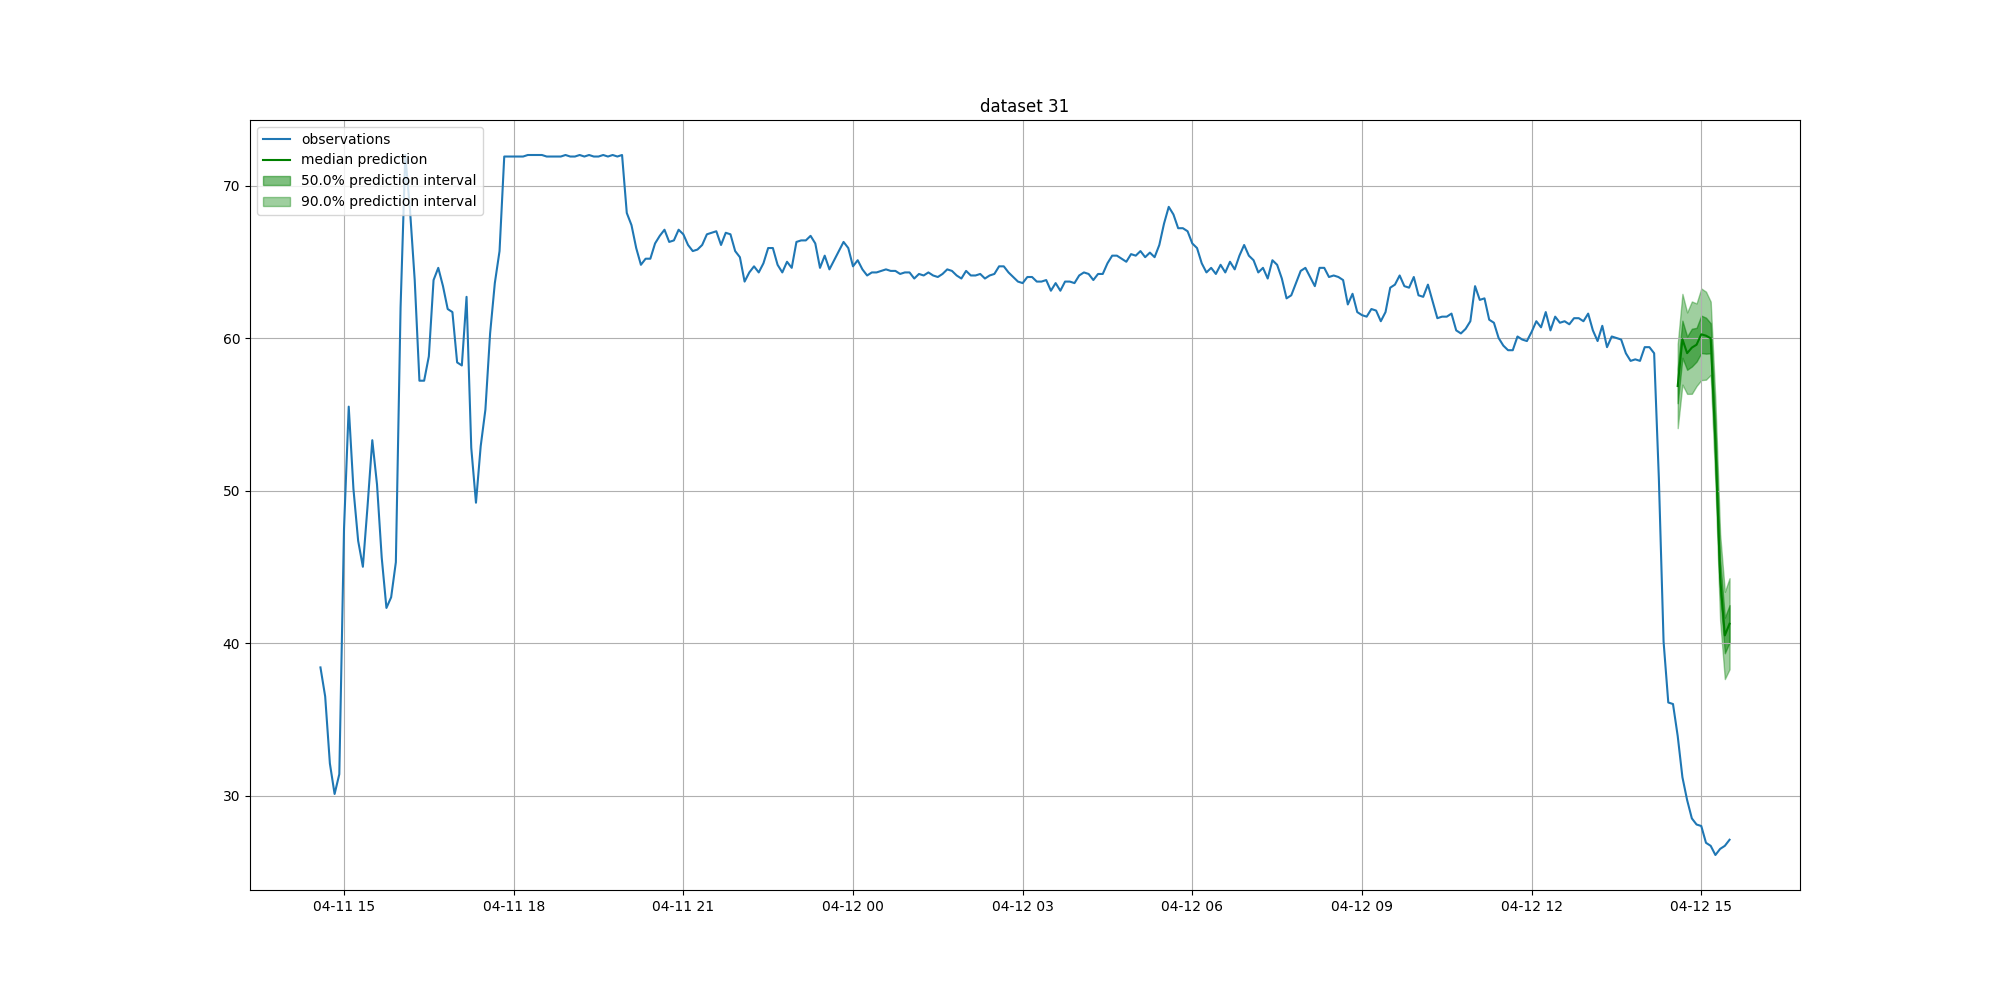 dataset 31
observations
median prediction
50.0% prediction interval
90.0% prediction interval
70
60
50
40
30
04-11 15
04-11 18
04-11 21
04-12 00
04-12 03
04-12 06
04-12 09
04-12 12
04-12 15